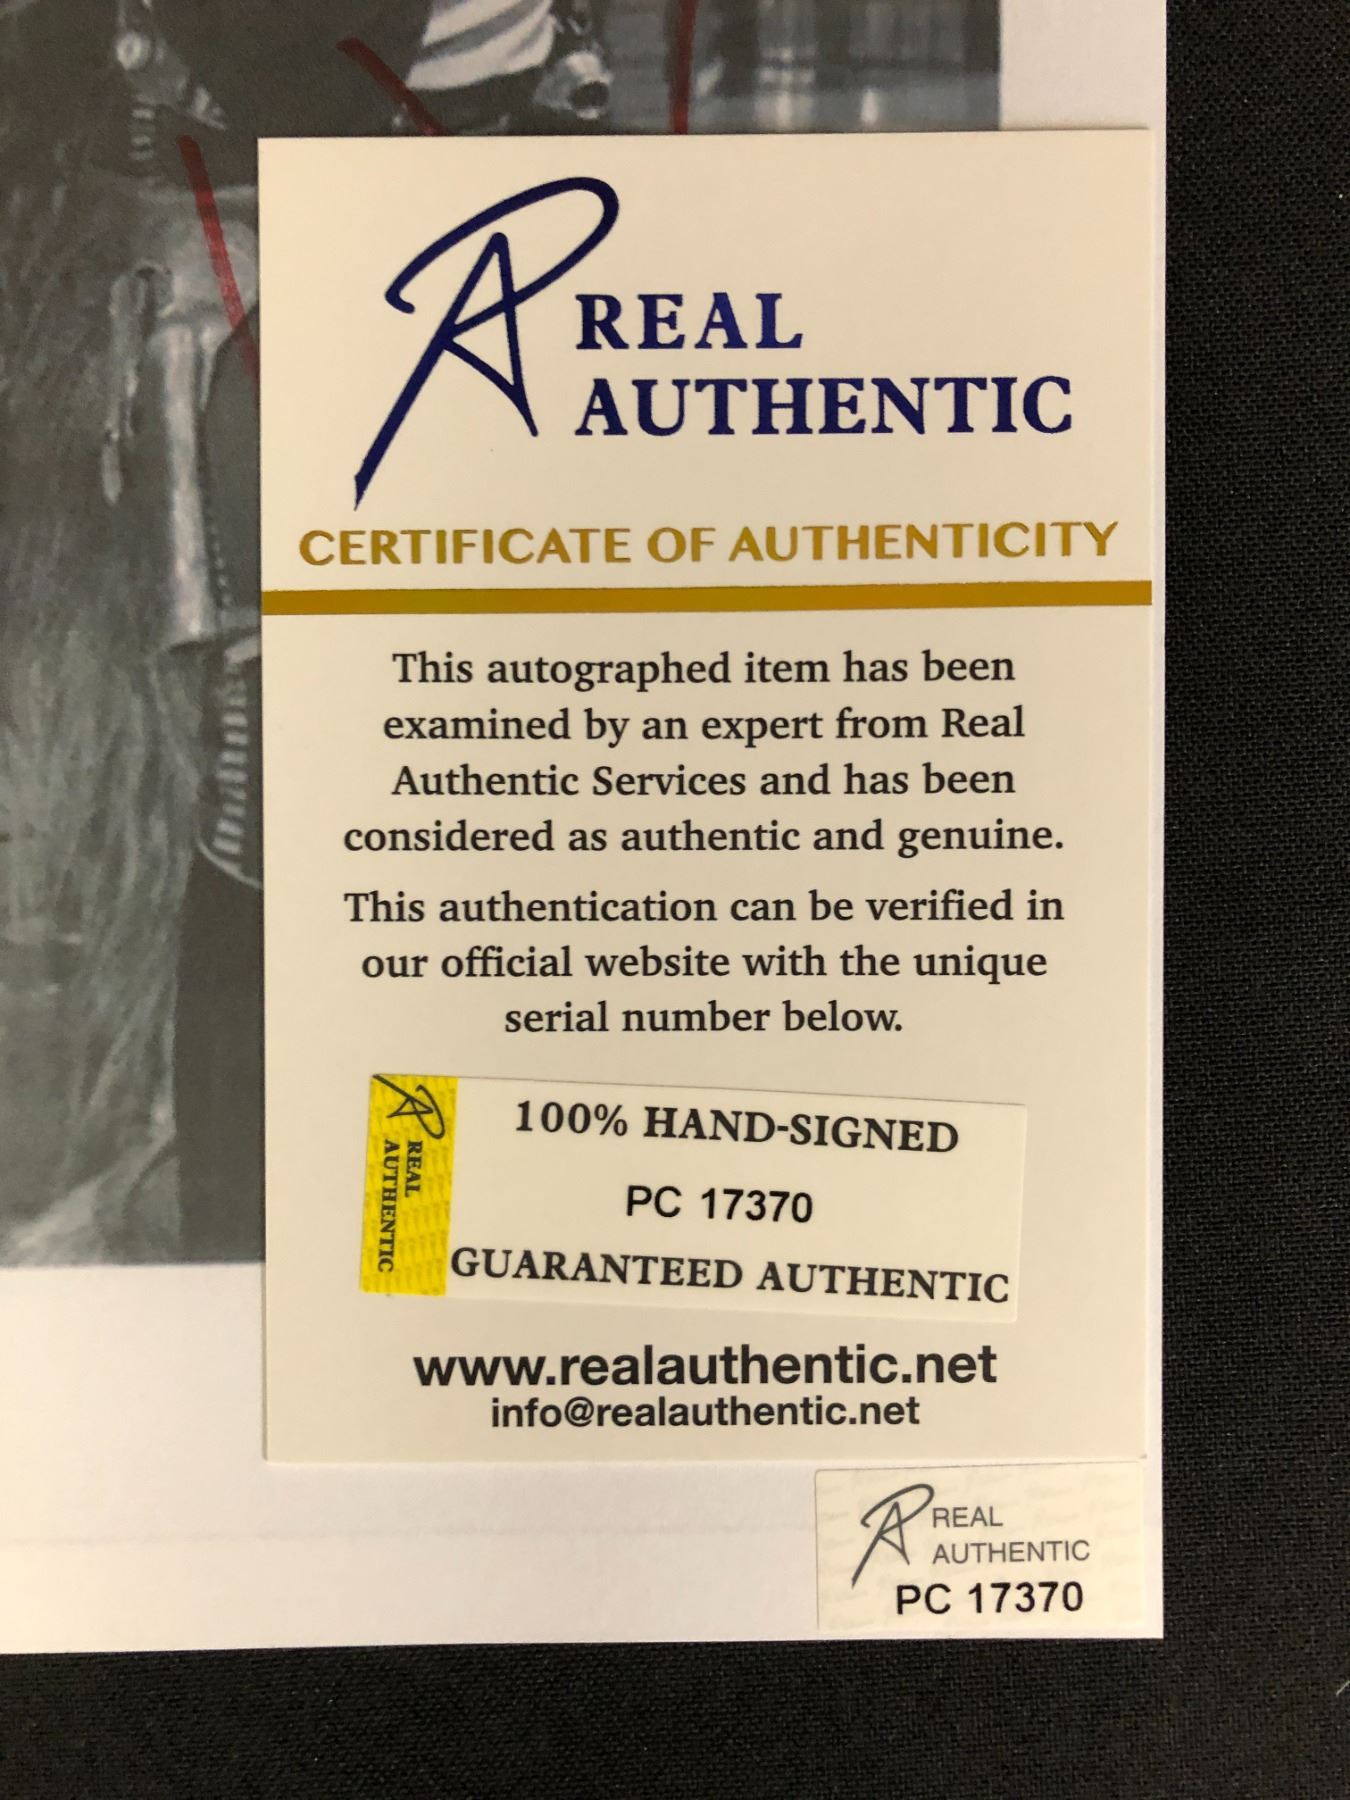 REAL
AUTHENTIC
CERTIFICATE OF AUTHENTICITY
This autographed item has been
examined by an expert from Real
Authentic Services and has been
considered as authentic and genuine.
This authentication can be verified in
our official website with the unique
serial number below.
REAL
AUTHENTIC
100% HAND-SIGNED
PC 17370
GUARANTEED AUTHENTIC
www.realauthentic.net
info@realauthentic.net
REAL
AUTHENTIC
PC 17370